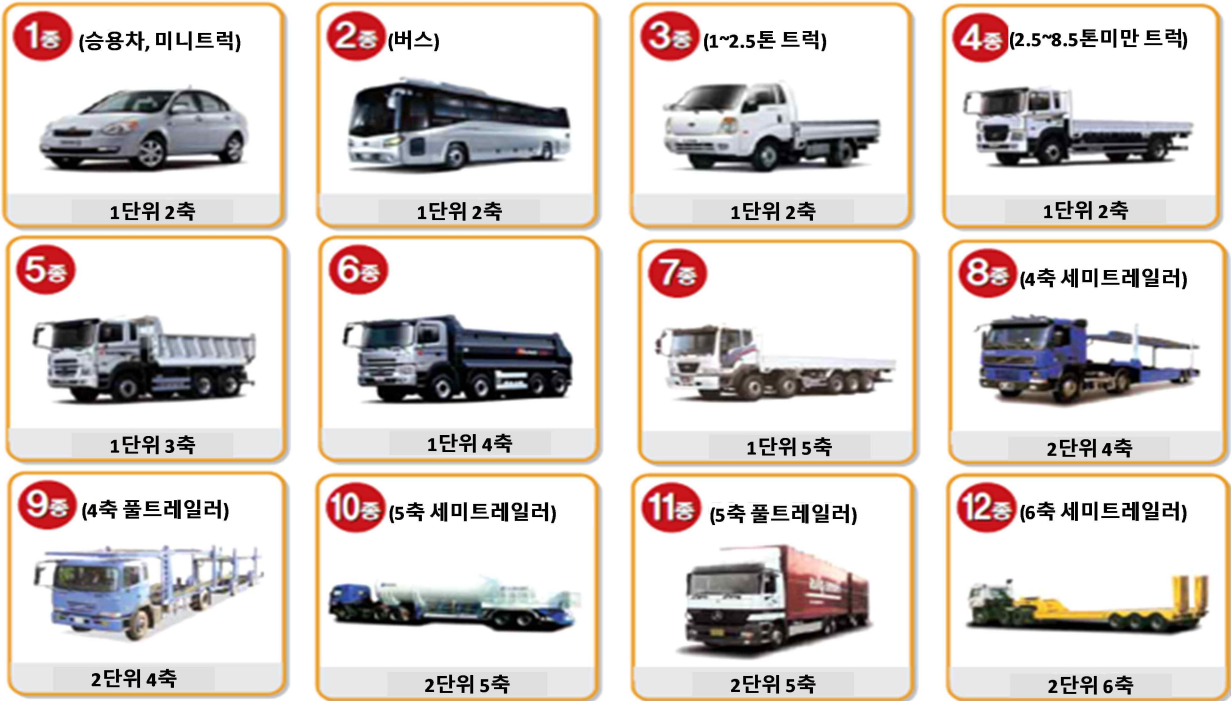 1종 (승용차, 미니트럭)
2종 (버스)
3종 (1~2.5톤 트럭)
4종 (2.5~8.5톤미만 트럭)
1단위 2축
1단위 2축
1단위 2축
1단위 2축
5종
6종
7종
8종 (4축 세미트레일러)
1단위 3축
1단위 4축
1단위 5축
2단위 4축
9종 (4축 풀트레일러)
10종 (5축 세미트레일러)
11종 (5축 풀트레일러)
12종 (6축 세미트레일러)
2단위 4축
2단위 5축
2단위 5축
2단위 6축